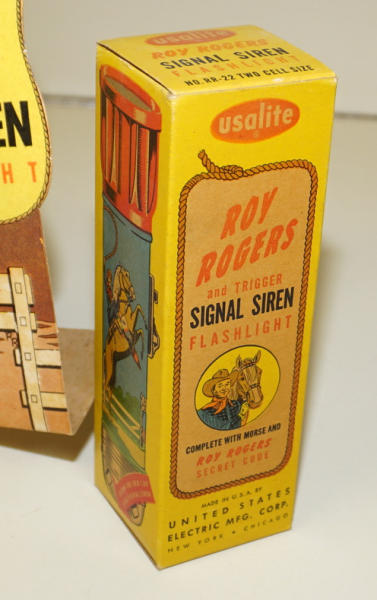 EN
HT
usalite
ROY ROGERS
SIGNAL SIREN
FLASHLIGHT
NO. RR-22 TWO CELL SIZE
usalite
ROY
ROGERS
and TRIGGER
SIGNAL SIREN
FLASHLIGHT
COMPLETE WITH MORSE AND
ROY ROGERS
SECRET CODE
MADE IN U.S.A. BY
UNITED STATES
ELECTRIC MFG. CORP.
NEW YORK • CHICAGO